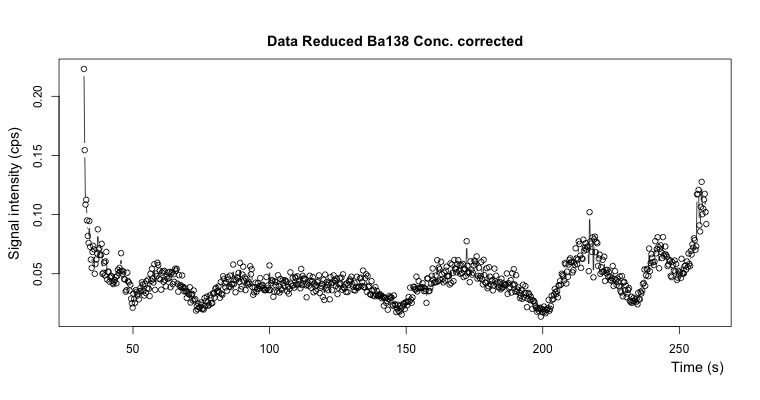 Data Reduced Ba138 Conc. corrected
Signal intensity (cps)
0.20
0.15
0.10
0.05
50 100 150 200 250
Time (s)